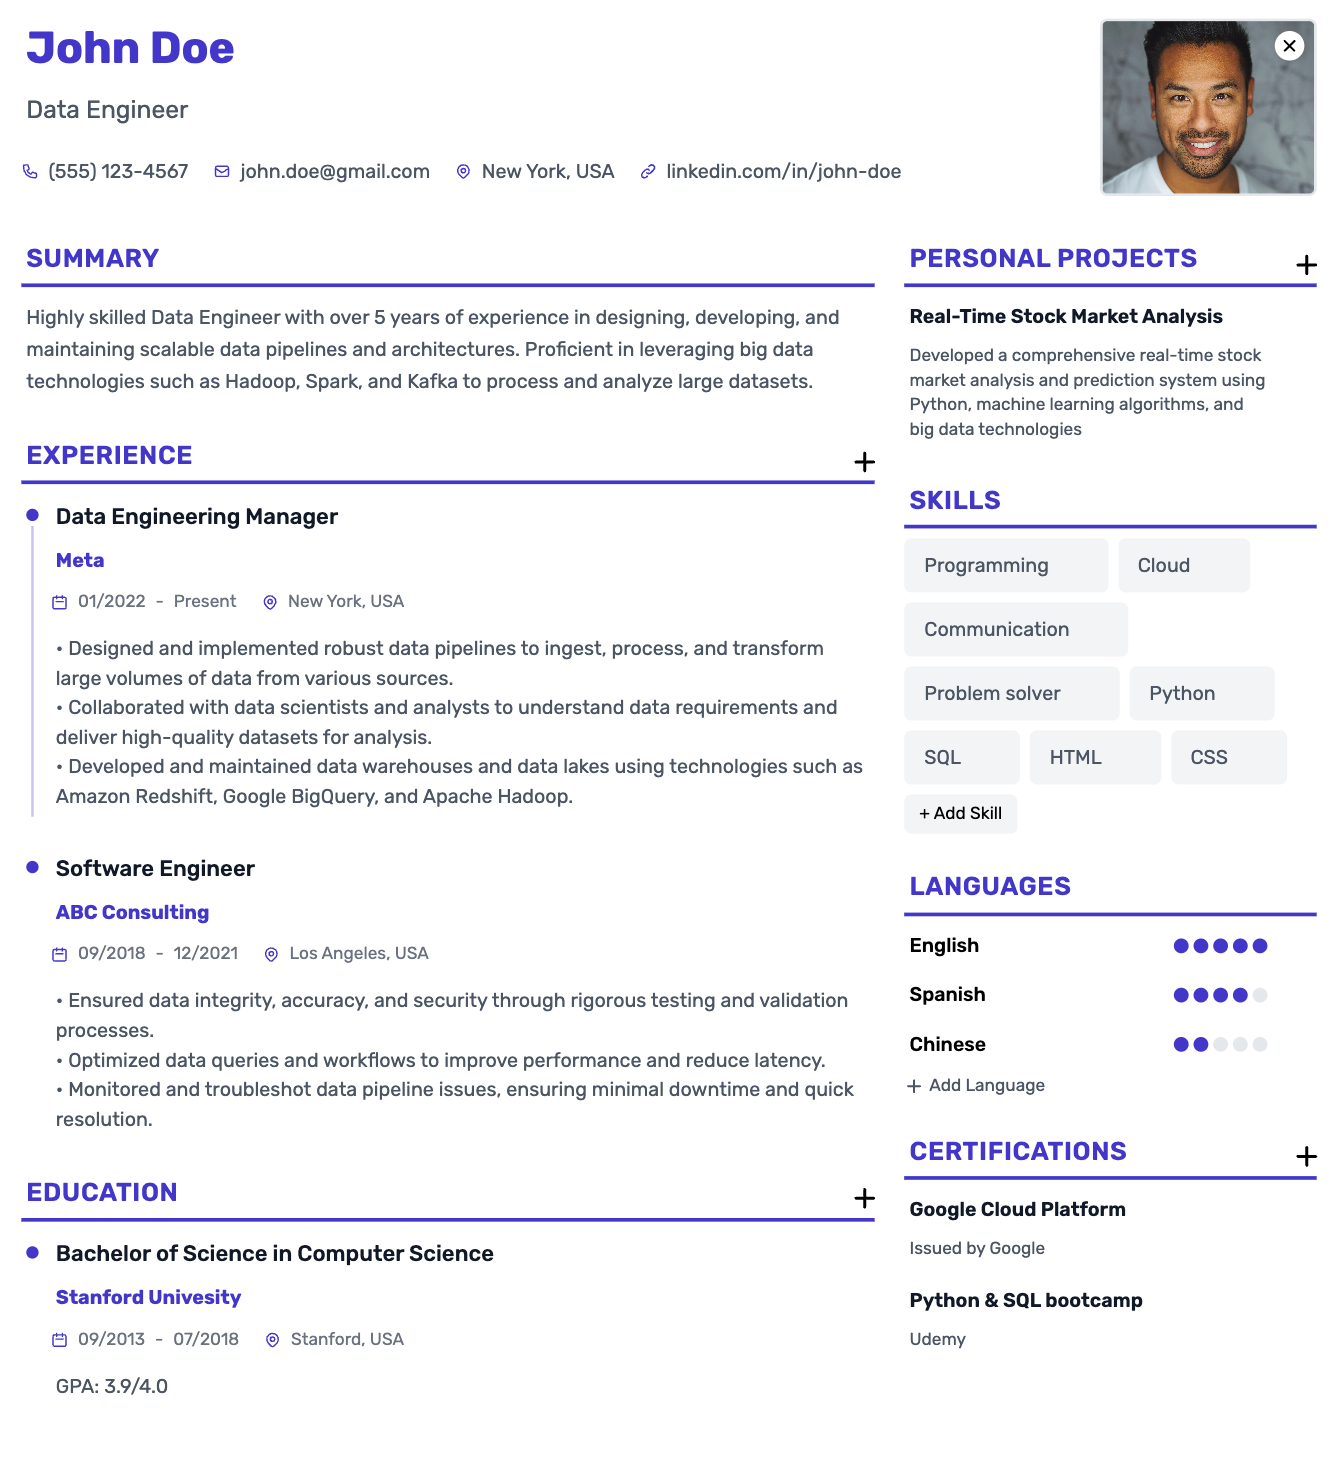 John Doe
Data Engineer
(555) 123-4567 john.doe@gmail.com New York, USA linkedin.com/in/john-doe
SUMMARY
Highly skilled Data Engineer with over 5 years of experience in designing, developing, and
maintaining scalable data pipelines and architectures. Proficient in leveraging big data
technologies such as Hadoop, Spark, and Kafka to process and analyze large datasets.
EXPERIENCE
Data Engineering Manager
Meta
01/2022 - Present New York, USA
• Designed and implemented robust data pipelines to ingest, process, and transform
large volumes of data from various sources.
• Collaborated with data scientists and analysts to understand data requirements and
deliver high-quality datasets for analysis.
• Developed and maintained data warehouses and data lakes using technologies such as
Amazon Redshift, Google BigQuery, and Apache Hadoop.
Software Engineer
ABC Consulting
09/2018 - 12/2021 Los Angeles, USA
• Ensured data integrity, accuracy, and security through rigorous testing and validation
processes.
• Optimized data queries and workflows to improve performance and reduce latency.
• Monitored and troubleshot data pipeline issues, ensuring minimal downtime and quick
resolution.
EDUCATION
Bachelor of Science in Computer Science
Stanford Univesity
09/2013 - 07/2018 Stanford, USA
GPA: 3.9/4.0
PERSONAL PROJECTS
Real-Time Stock Market Analysis
Developed a comprehensive real-time stock
market analysis and prediction system using
Python, machine learning algorithms, and
big data technologies
SKILLS
Programming Cloud
Communication
Problem solver Python
SQL HTML CSS
+ Add Skill
LANGUAGES
English
Spanish
Chinese
+ Add Language
CERTIFICATIONS
Google Cloud Platform
Issued by Google
Python & SQL bootcamp
Udemy